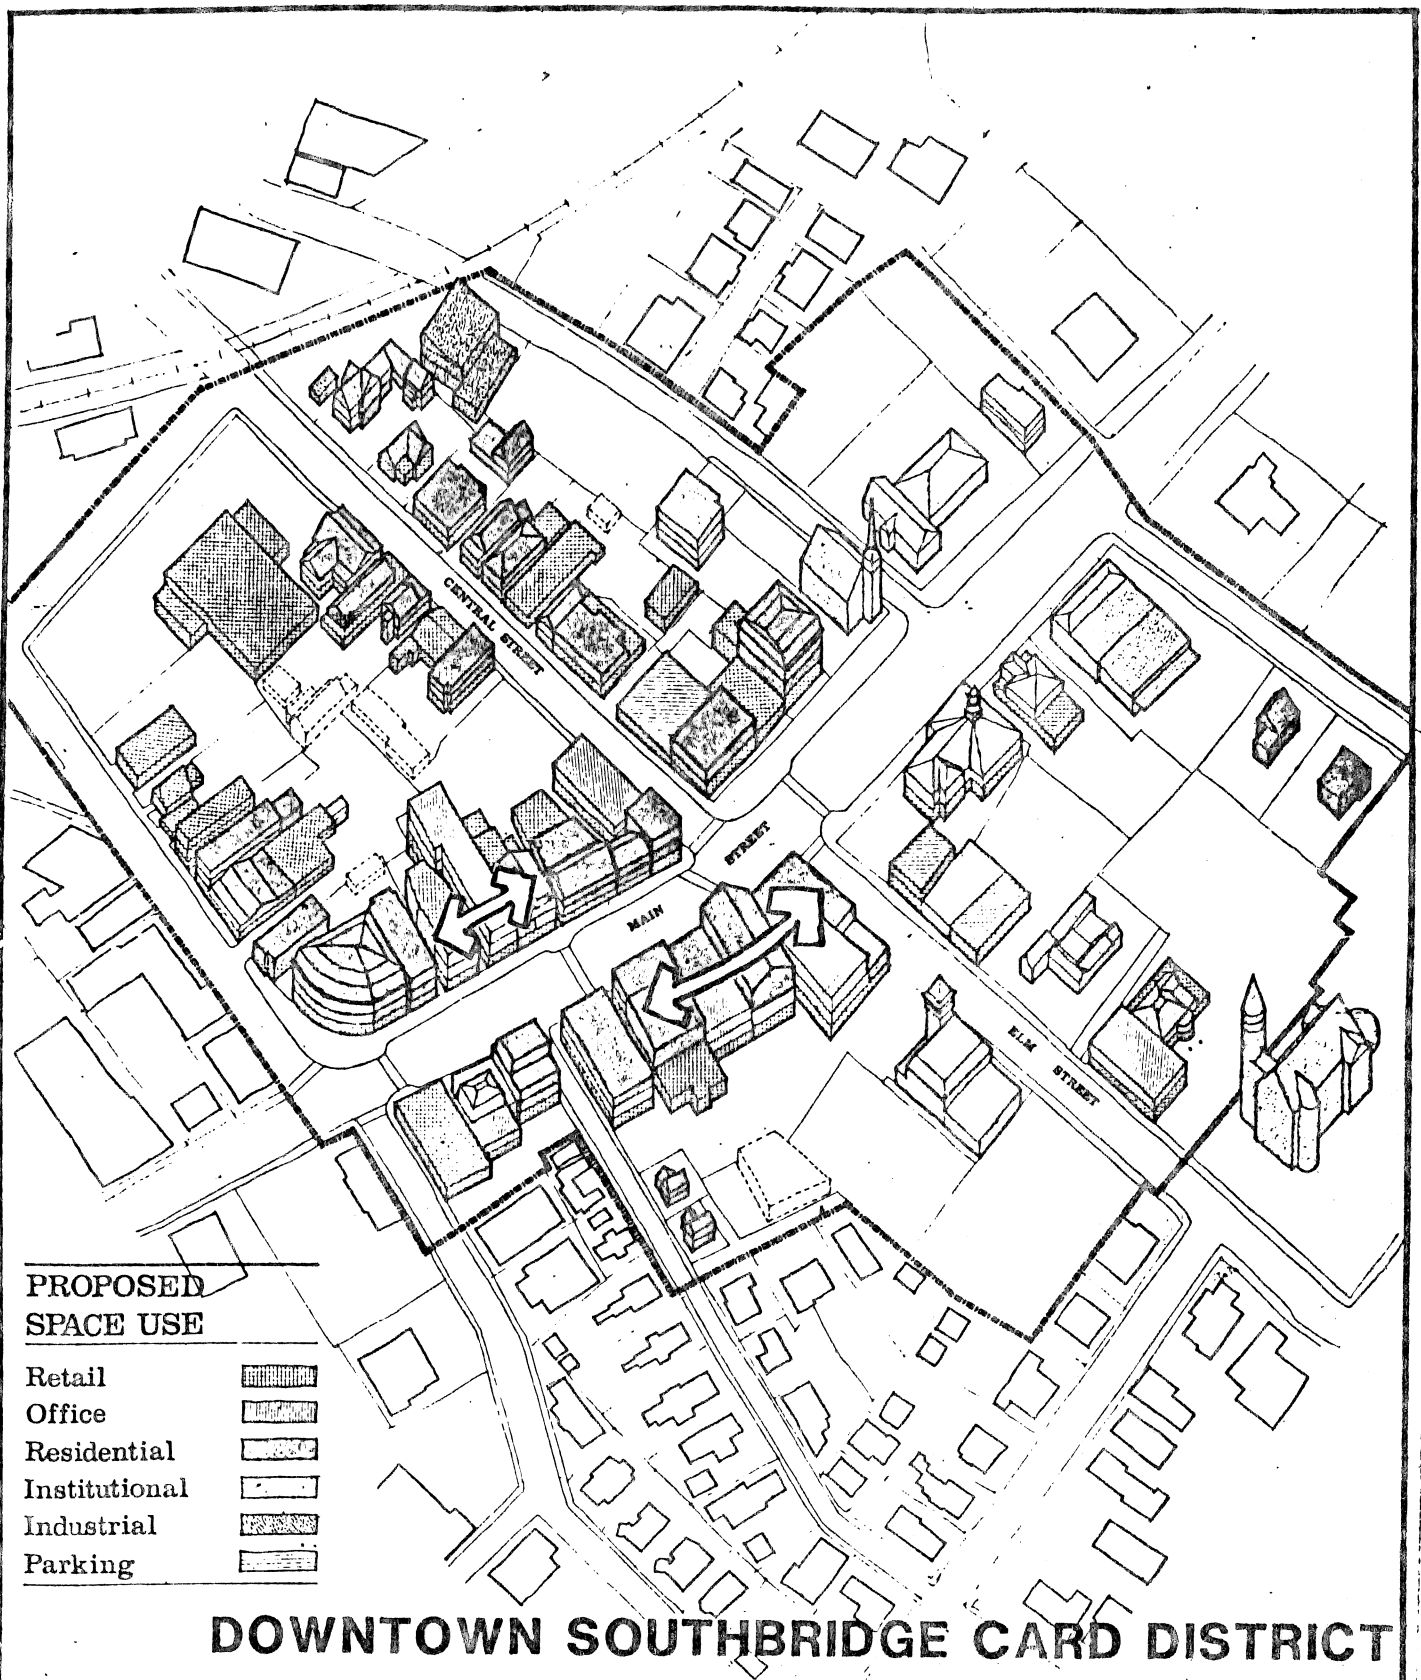 CENTRAL STREET
MAIN STREET
ELM STREET
PROPOSED
SPACE USE
Retail
Office
Residential
Institutional
Industrial
Parking
DOWNTOWN SOUTHBRIDGE CARD DISTRICT